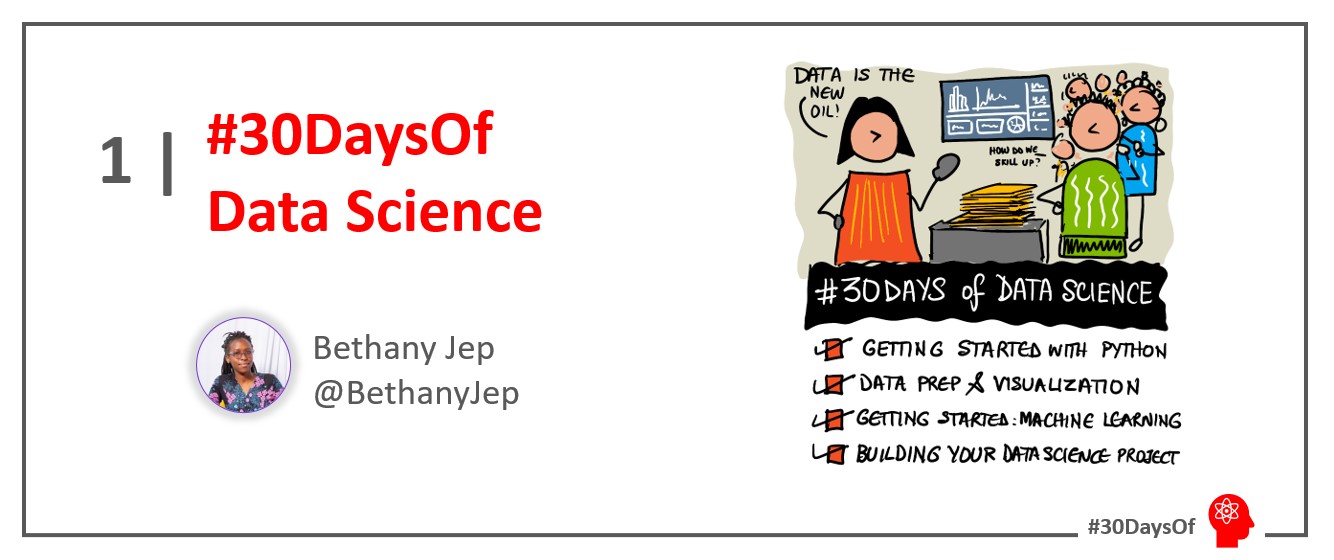 1 |
#30DaysOf
Data Science
Bethany Jep
@BethanyJep
DATA IS THE
NEW
OIL!
HOW DO WE
SKILL UP?
#30DAYS of DATA SCIENCE
GETTING STARTED WITH PYTHON
DATA PREP & VISUALIZATION
GETTING STARTED: MACHINE LEARNING
BUILDING YOUR DATA SCIENCE PROJECT
#30DaysOf